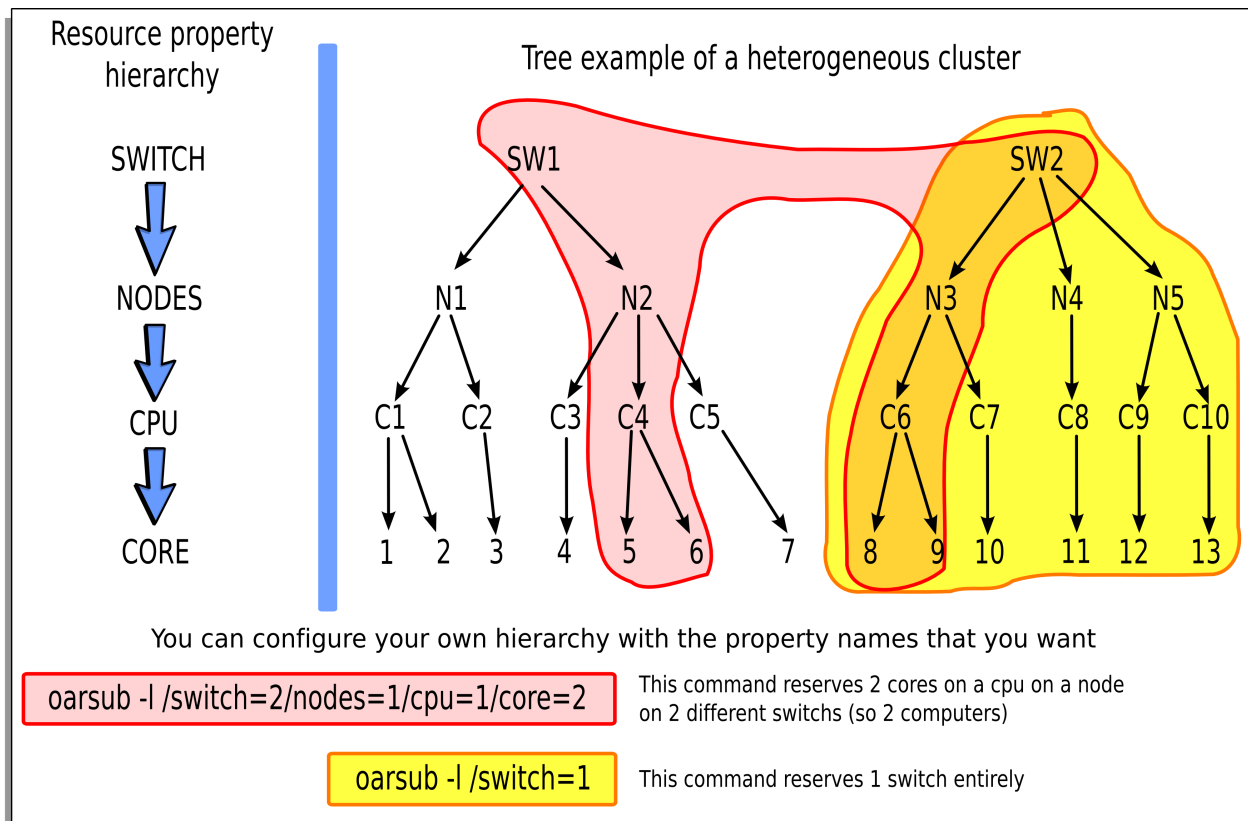 Resource property
hierarchy
Tree example of a heterogeneous cluster
SWITCH
SW1
SW2
NODES
N1
N2
N3
N4
N5
CPU
C1
C2
C3
C4
C5
C6
C7
C8
C9
C10
CORE
1
2
3
4
5
6
7
8
9
10
11
12
13
You can configure your own hierarchy with the property names that you want
oarsub -l /switch=2/nodes=1/cpu=1/core=2
This command reserves 2 cores on a cpu on a node
on 2 different switchs (so 2 computers)
oarsub -l /switch=1
This command reserves 1 switch entirely